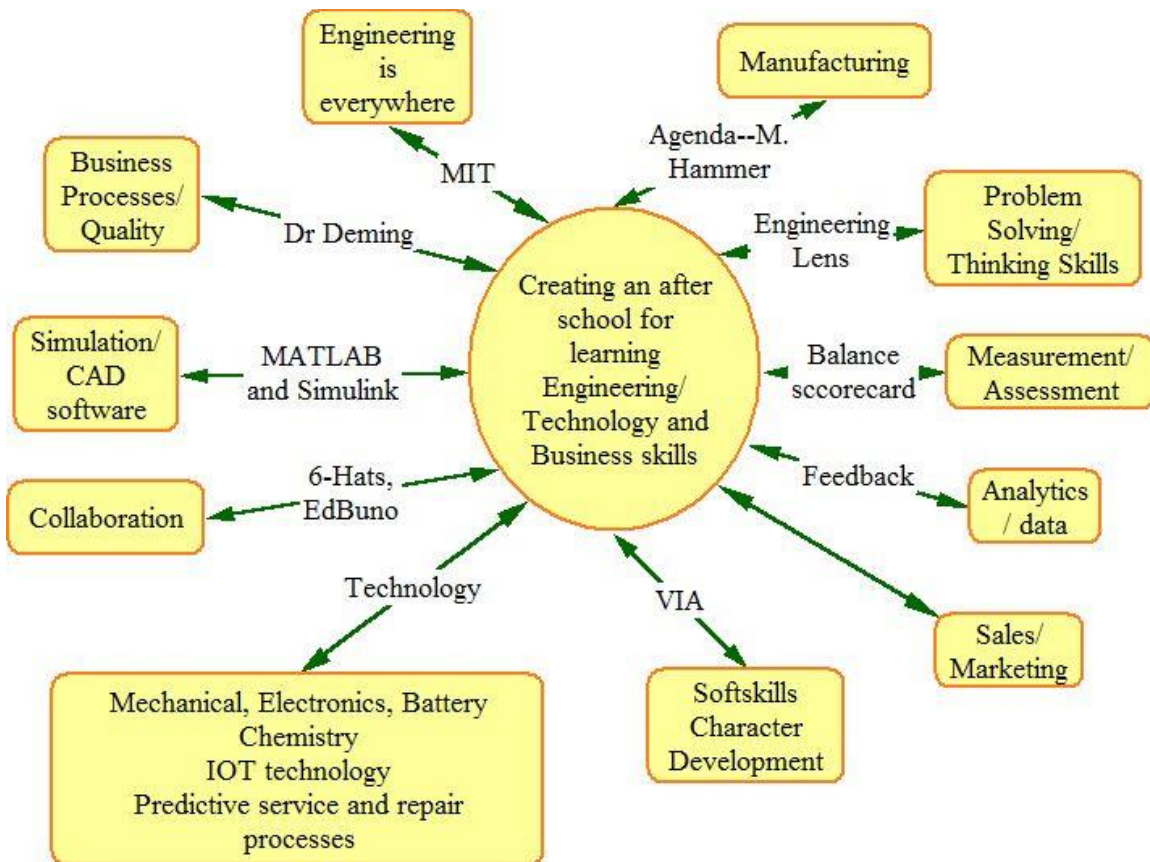 Engineering
is
everywhere
Manufacturing
MIT
Agenda--M.
Hammer
Business
Processes/
Quality
Dr Deming
Engineering
Lens
Problem
Solving/
Thinking Skills
Creating an after
school for
learning
Engineering/
Technology and
Business skills
Simulation/
CAD
software
MATLAB
and Simulink
Balance
sccorecard
Measurement/
Assessment
Collaboration
6-Hats,
EdBuno
Feedback
Analytics
/ data
Technology
VIA
Sales/
Marketing
Mechanical, Electronics, Battery
Chemistry
IOT technology
Predictive service and repair
processes
Softskills
Character
Development